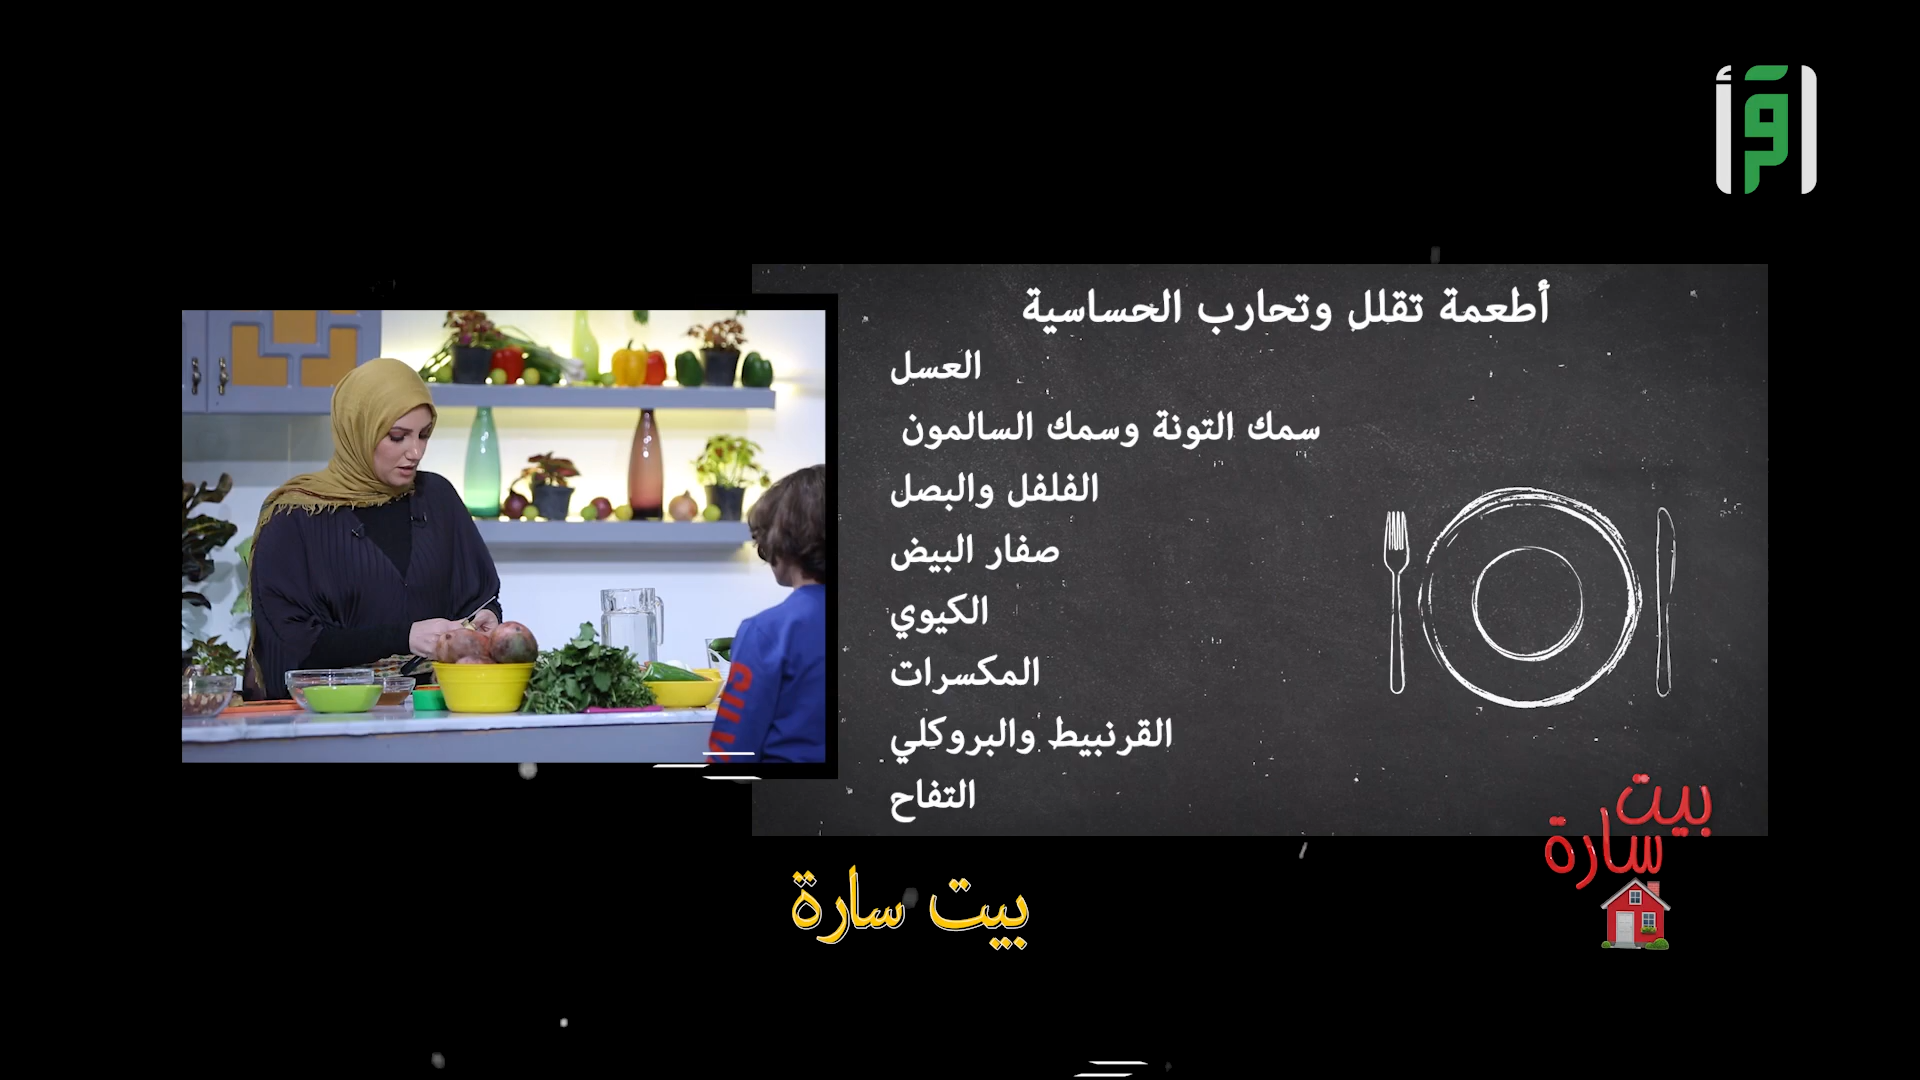 اقرأ
أطعمة تقلل وتحارب الحساسية
العسل
سمك التونة وسمك السالمون
الفلفل والبصل
صفار البيض
الكيوي
المكسرات
القرنبيط والبروكلي
التفاح
بيت سارة
بيت
سارة